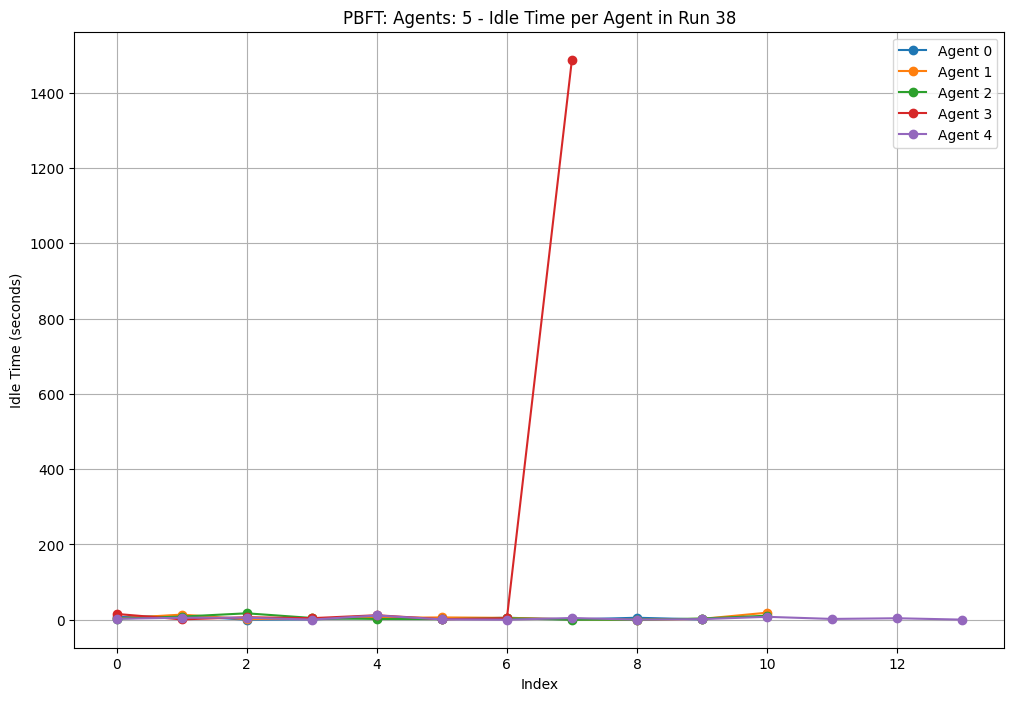 PBFT: Agents: 5 - Idle Time per Agent in Run 38
Agent 0
Agent 1
Agent 2
Agent 3
Agent 4
Idle Time (seconds)
1400
1200
1000
800
600
400
200
0
0 2 4 6 8 10 12
Index